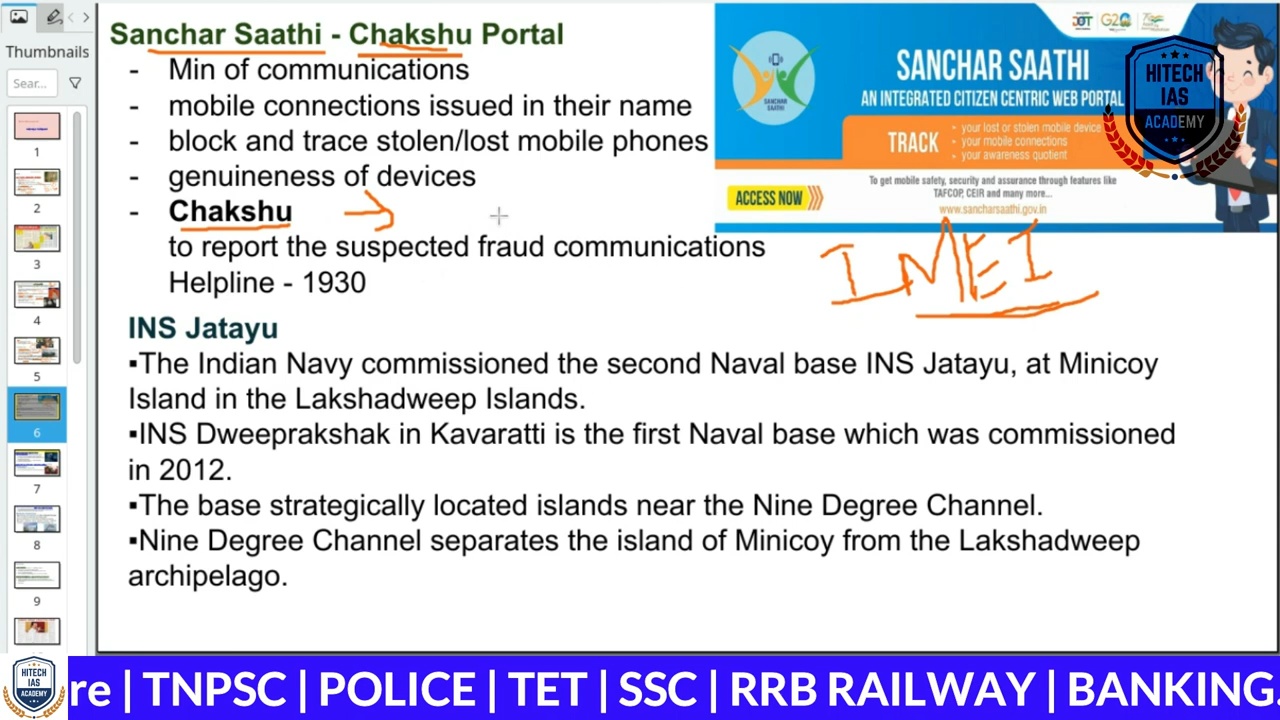 Thumbnails
Sear...
1
2
3
4
5
6
7
8
9
Sanchar Saathi - Chakshu Portal
- Min of communications
- mobile connections issued in their name
- block and trace stolen/lost mobile phones
- genuineness of devices
- Chakshu
to report the suspected fraud communications
Helpline - 1930
G20
SANCHAR SAATHI
SANCHAR SAATHI
AN INTEGRATED CITIZEN CENTRIC WEB PORTAL
TRACK
your lost or stolen mobile device
your mobile connections
your awareness quotient
To get mobile safety, security and assurance through features like
TAFCOP, CEIR and many more...
www.sancharsaathi.gov.in
ACCESS NOW
HITECH
IAS
ACADEMY
IMEI
INS Jatayu
▪The Indian Navy commissioned the second Naval base INS Jatayu, at Minicoy
Island in the Lakshadweep Islands.
▪INS Dweeprakshak in Kavaratti is the first Naval base which was commissioned
in 2012.
▪The base strategically located islands near the Nine Degree Channel.
▪Nine Degree Channel separates the island of Minicoy from the Lakshadweep
archipelago.
HITECH
IAS
ACADEMY
re | TNPSC | POLICE | TET | SSC | RRB RAILWAY | BANKING